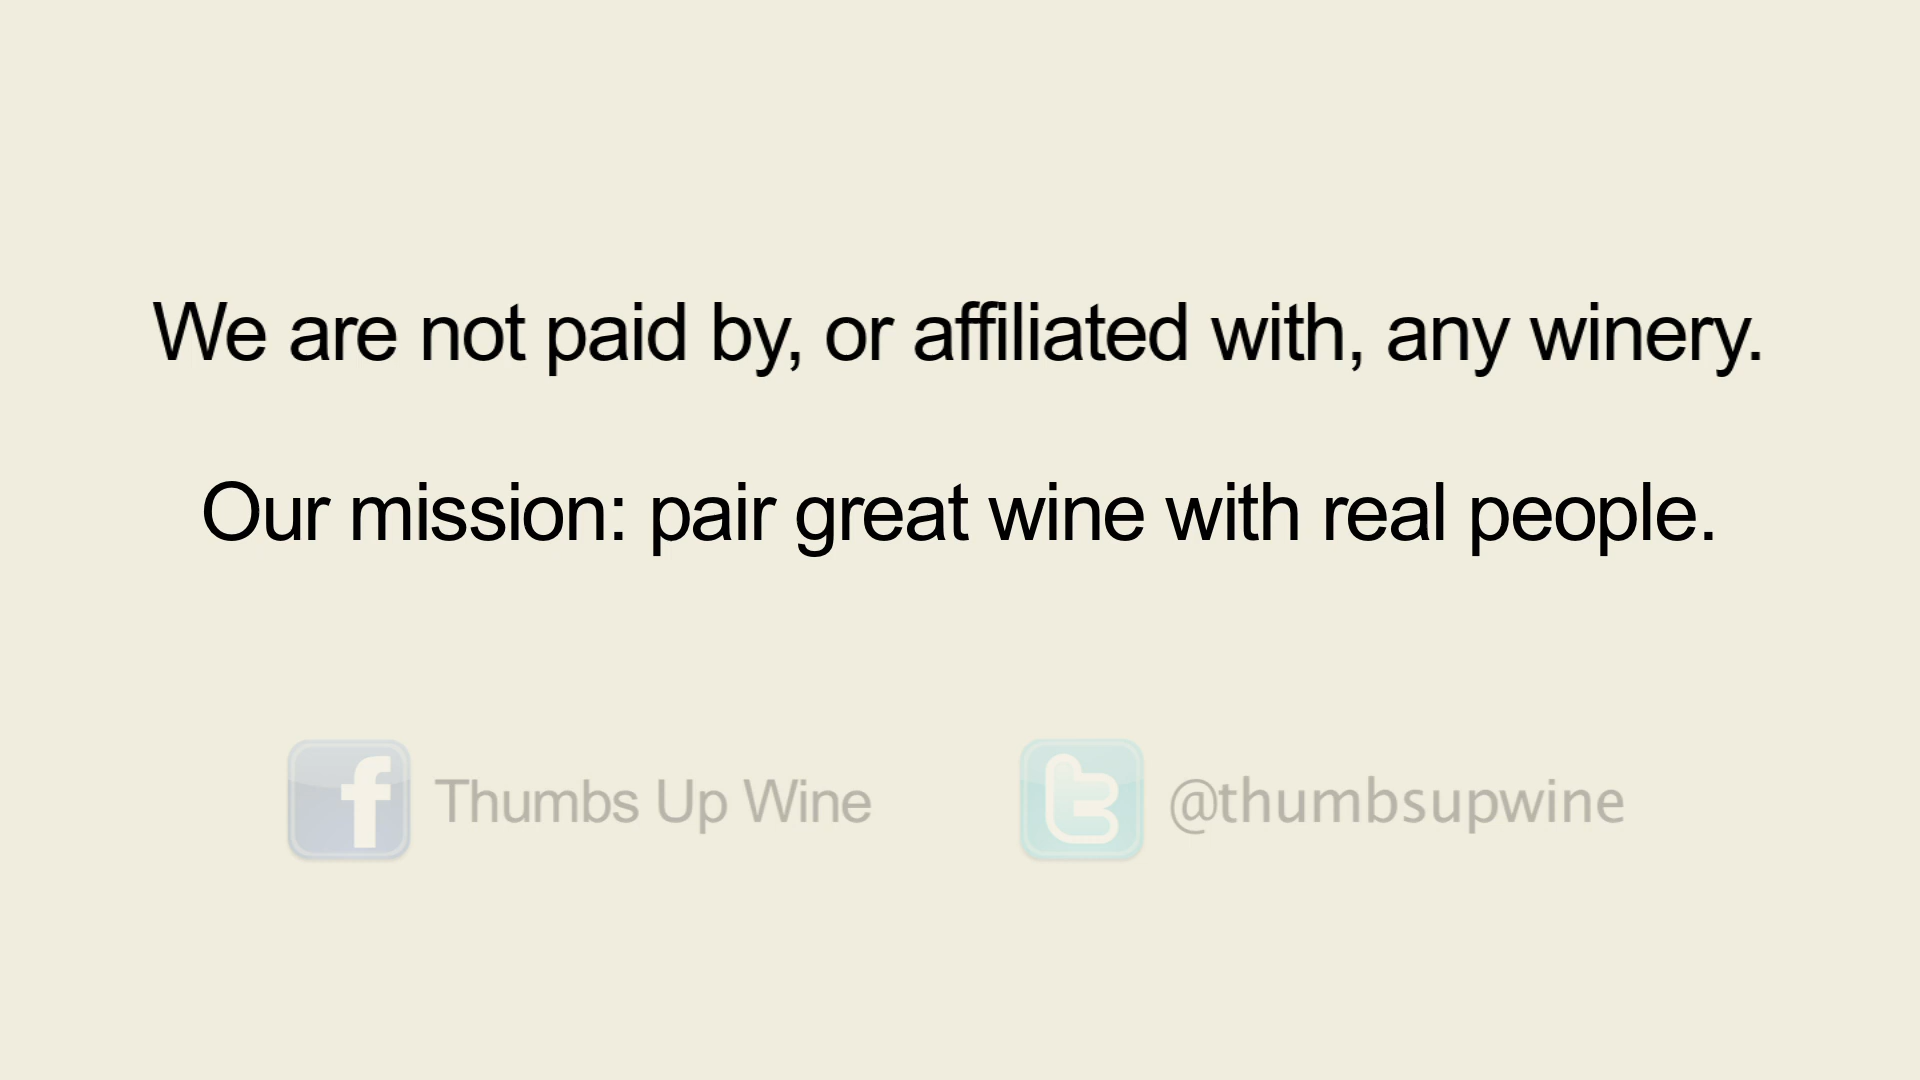 We are not paid by, or affiliated with, any winery.
Our mission: pair great wine with real people.
f Thumbs Up Wine
t @thumbsupwine